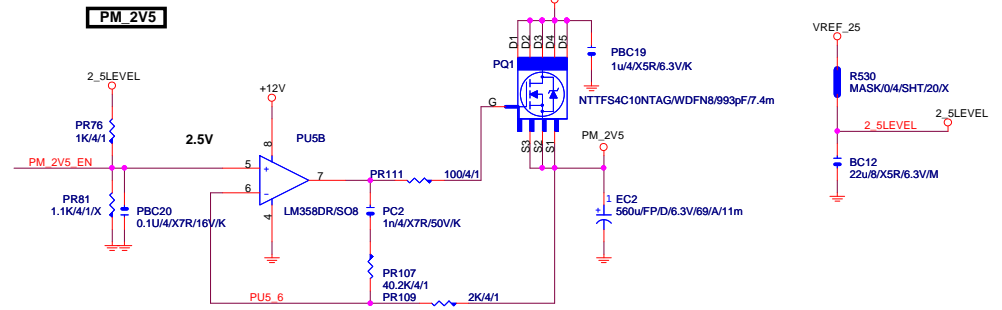 PM_2V5
2_5LEVEL
PR76
1K/4/1
2.5V
PM_2V5_EN
PR81
1.1K/4/1/X
PBC20
0.1U/4/X7R/16V/K
+12V
8
PU5B
5
+
6
-
7
4
LM358DR/SO8
PR111
100/4/1
PC2
1n/4/X7R/50V/K
PR107
40.2K/4/1
PR109
2K/4/1
PU5_6
D1
D2
D3
D4
D5
PQ1
G
S3
S2
S1
NTTFS4C10NTAG/WDFN8/993pF/7.4m
PBC19
1u/4/X5R/6.3V/K
PM_2V5
1
+
EC2
560u/FP/D/6.3V/69/A/11m
VREF_25
R530
MASK/0/4/SHT/20/X
2_5LEVEL
2_5LEVEL
BC12
22u/8/X5R/6.3V/M